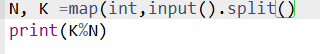 N, K =map(int,input().split()
print(K%N)